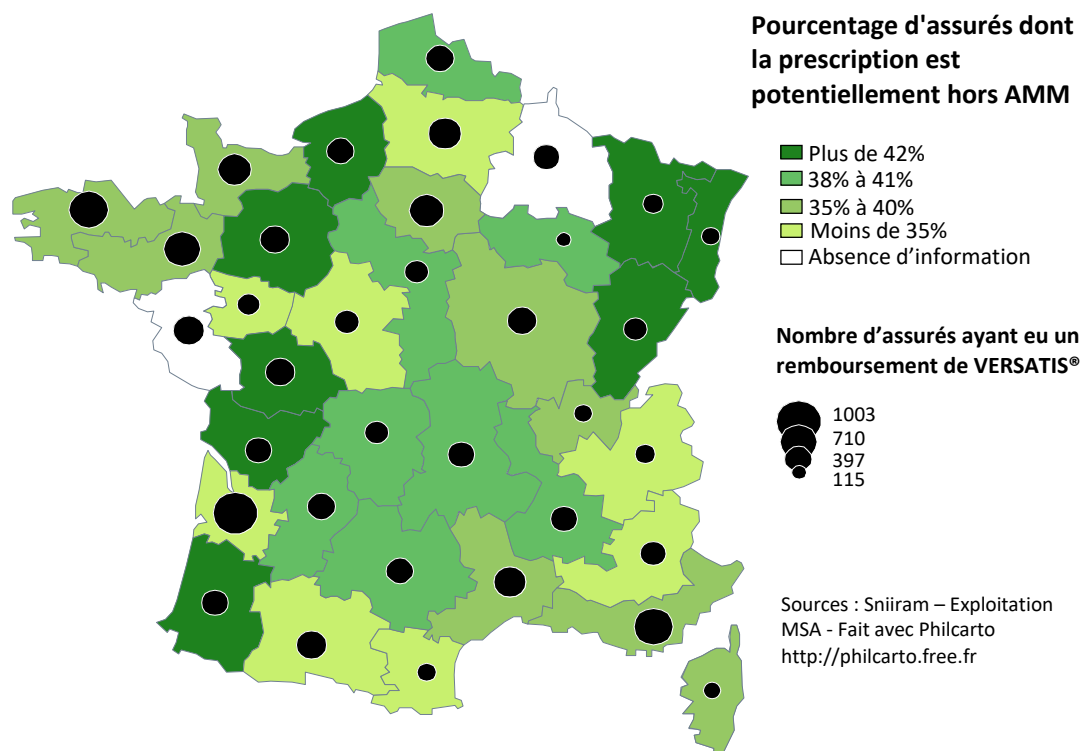 Pourcentage d'assurés dont
la prescription est
potentiellement hors AMM
Plus de 42%
38% à 41%
35% à 40%
Moins de 35%
Absence d’information
Nombre d’assurés ayant eu un
remboursement de VERSATIS®
1003
710
397
115
Sources : Sniiram – Exploitation
MSA - Fait avec Philcarto
http://philcarto.free.fr